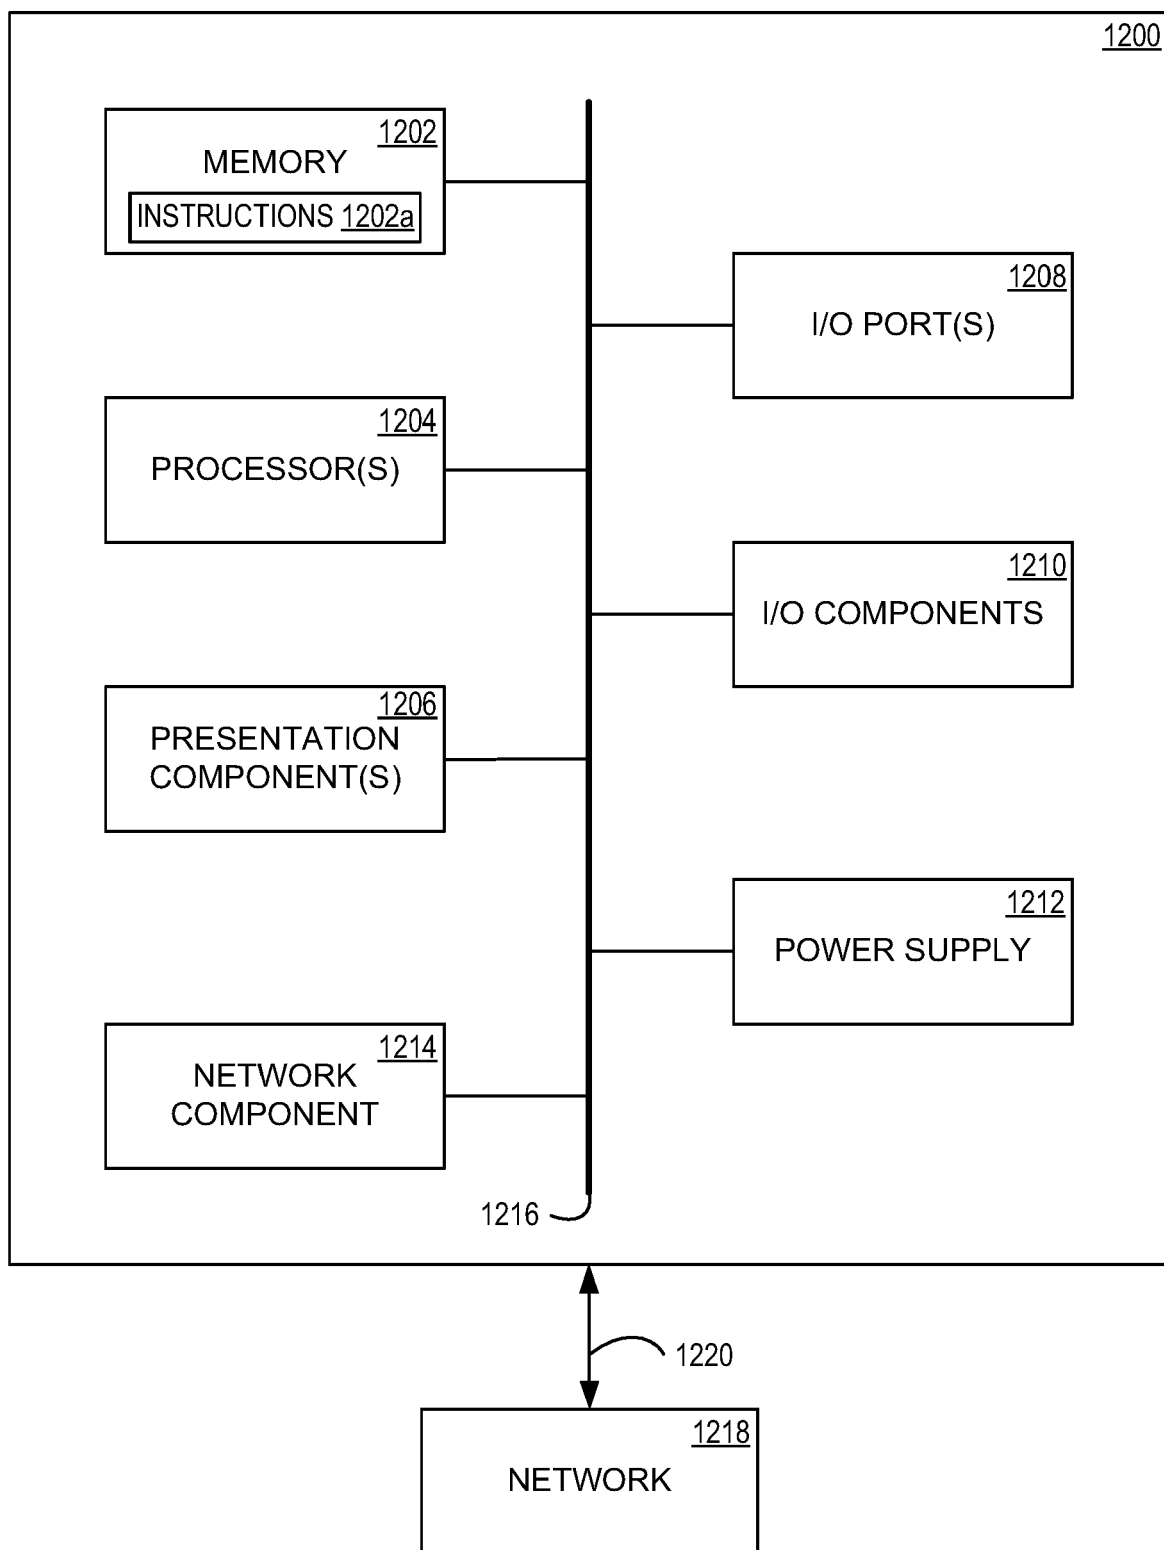 1200
1202
MEMORY
INSTRUCTIONS 1202a
1208
I/O PORT(S)
1204
PROCESSOR(S)
1210
I/O COMPONENTS
1206
PRESENTATION
COMPONENT(S)
1212
POWER SUPPLY
1214
NETWORK
COMPONENT
1216
1220
1218
NETWORK